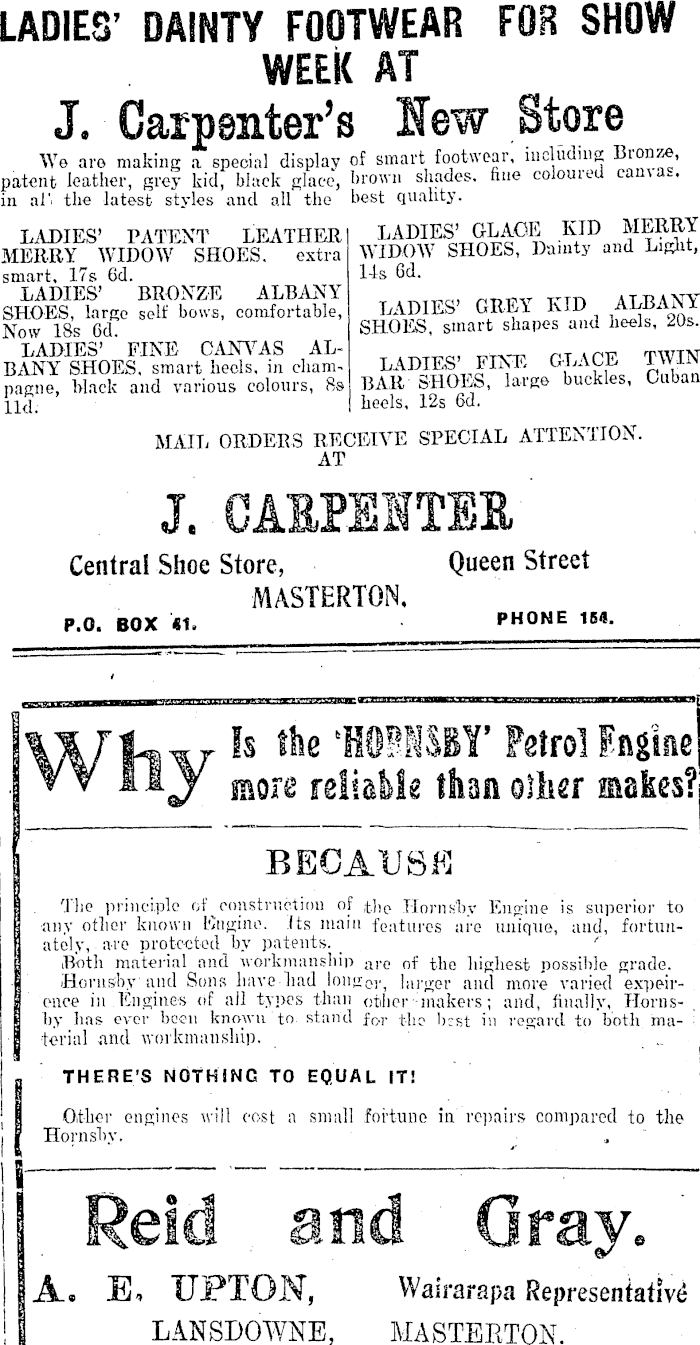 LADIES' DAINTY FOOTWEAR FOR SHOW
WEEK AT
J. Carpenter's New Store
We are making a special display of smart footwear, including Bronze,
patent leather, grey kid, black glace, brown shades, fine coloured canvas.
in all the latest styles and all the best quality.
LADIES' PATENT LEATHER
MERRY WIDOW SHOES. extra
smart, 17s 6d.
LADIES' BRONZE ALBANY
SHOES, large self bows, comfortable,
Now 18s 6d.
LADIES' FINE CANVAS AL-
BANY SHOES, smart heels, in cham-
pagne, black and various colours, 8s
11d.
LADIES' GLACE KID MERRY
WIDOW SHOES, Dainty and Light,
14s 6d.
LADIES' GREY KID ALBANY
SHOES, smart shapes and heels, 20s.
LADIES' FINE GLACE TWIN
BAR SHOES, large buckles, Cuban
heels, 12s 6d.
MAIL ORDERS RECEIVE SPECIAL ATTENTION.
AT
J. CARPENTER
Central Shoe Store, Queen Street
MASTERTON.
P.O. BOX 41. PHONE 154.
Why Is the 'HORNSBY' Petrol Engine
more reliable than other makes?
BECAUSE
The principle of construction of the Hornsby Engine is superior to
any other known Engine. Its main features are unique, and, fortun-
ately, are protected by patents.
Both material and workmanship are of the highest possible grade.
Hornsby and Sons have had longer, larger and more varied expeir-
ence in Engines of all types than other makers; and, finally, Horns-
by has ever been known to stand for the best in regard to both ma-
terial and workmanship.
THERE'S NOTHING TO EQUAL IT!
Other engines will cost a small fortune in repairs compared to the
Hornsby.
Reid and Gray.
A. E. UPTON, Wairarapa Representative
LANSDOWNE, MASTERTON.